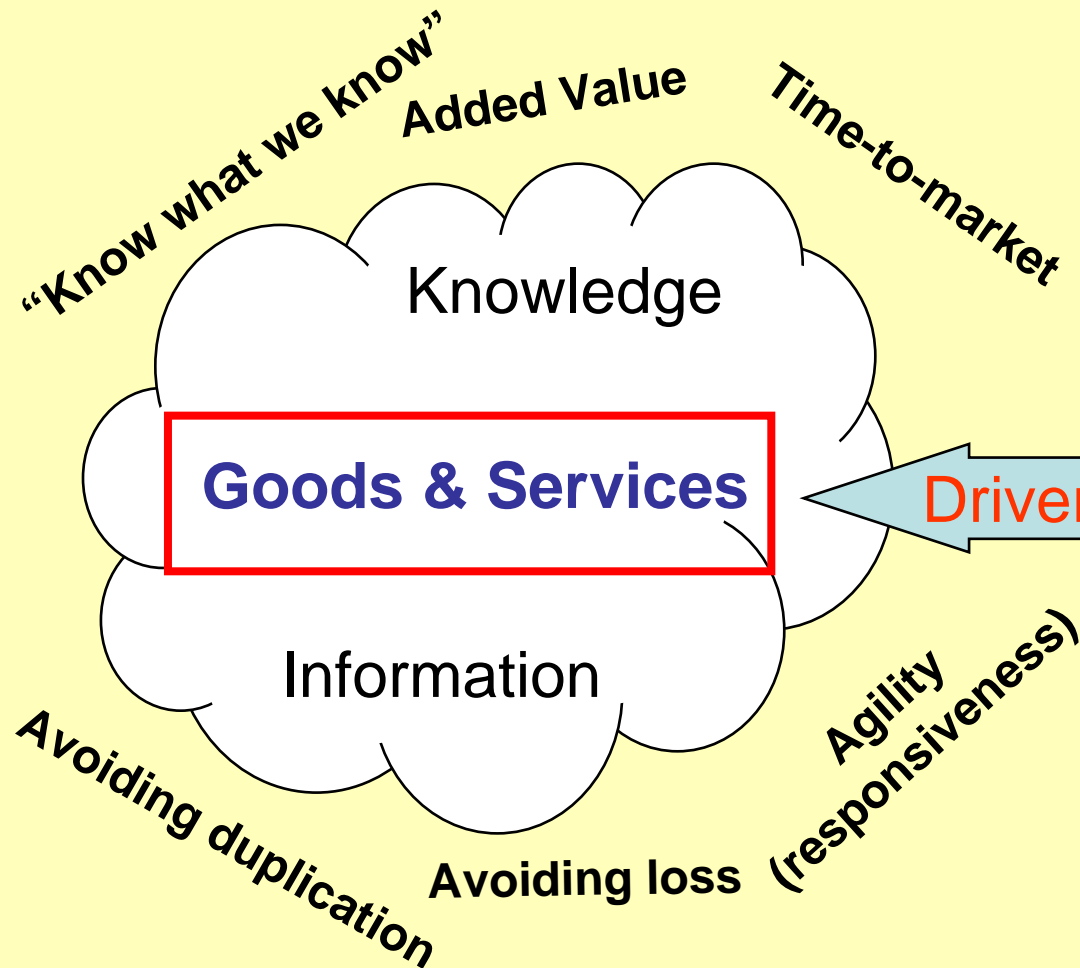 “Know what we know”
Added Value
Time-to-market
Knowledge
Goods & Services
Driver
Information
Agility
(responsiveness)
Avoiding duplication
Avoiding loss